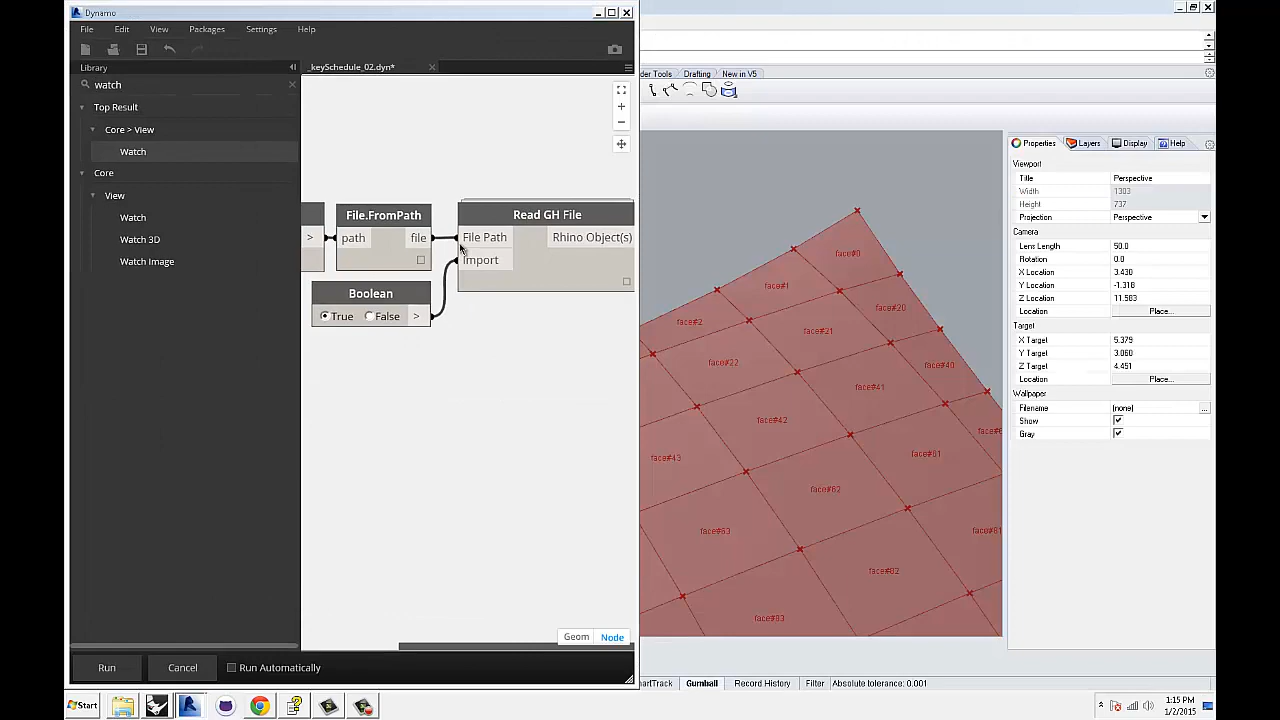 Dynamo
File Edit View Packages Settings Help
Library
_keySchedule_02.dyn*
watch
Top Result
Core > View
Watch
Core
View
Watch
Watch 3D
Watch Image
>
File.FromPath
path file
Read GH File
File Path Rhino Object(s)
Import
Boolean
True False >
Geom Node
Run Cancel Run Automatically
der Tools Drafting New in V5
face#0
face#1
face#2
face#20
face#21
face#22
face#40
face#41
face#42
face#43
face#61
face#62
face#63
face#81
face#82
face#83
Properties Layers Display Help
Viewport
Title Perspective
Width 1303
Height 737
Projection Perspective
Camera
Lens Length 50.0
Rotation 0.0
X Location 3.430
Y Location -1.318
Z Location 11.583
Location Place...
Target
X Target 5.379
Y Target 3.060
Z Target 4.451
Location Place...
Wallpaper
Filename (none) ...
Show
Gray
artTrack Gumball Record History Filter Absolute tolerance: 0.001
Start
1:15 PM
1/2/2015